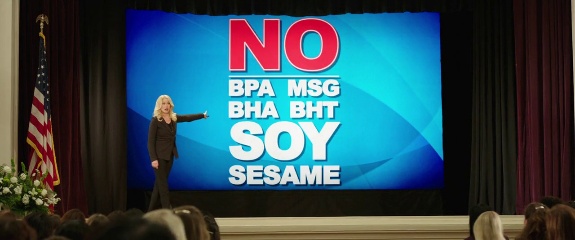 NO
BPA MSG
BHA BHT
SOY
SESAME